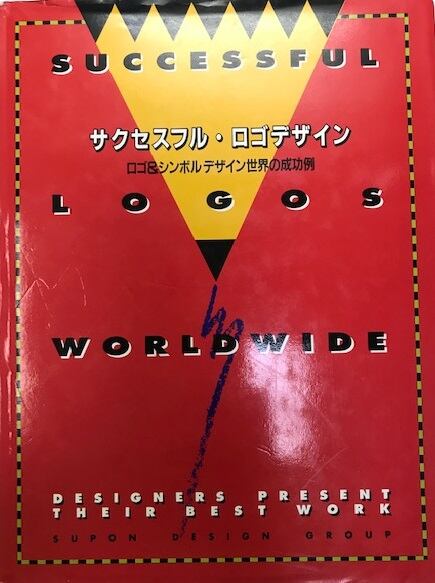 SUCCESSFUL
サクセスフル・ロゴデザイン
ロゴ&シンボルデザイン世界の成功例
LOGOS
WORLDWIDE
DESIGNERS PRESENT
THEIR BEST WORK
SUPON DESIGN GROUP